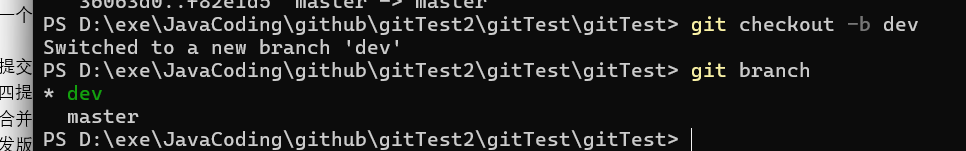 36063d0..f82e1d5  master -> master
一个
PS D:\exe\JavaCoding\github\gitTest2\gitTest\gitTest> git checkout -b dev
Switched to a new branch 'dev'
提交
PS D:\exe\JavaCoding\github\gitTest2\gitTest\gitTest> git branch
四提
* dev
合并
master
发版
PS D:\exe\JavaCoding\github\gitTest2\gitTest\gitTest>